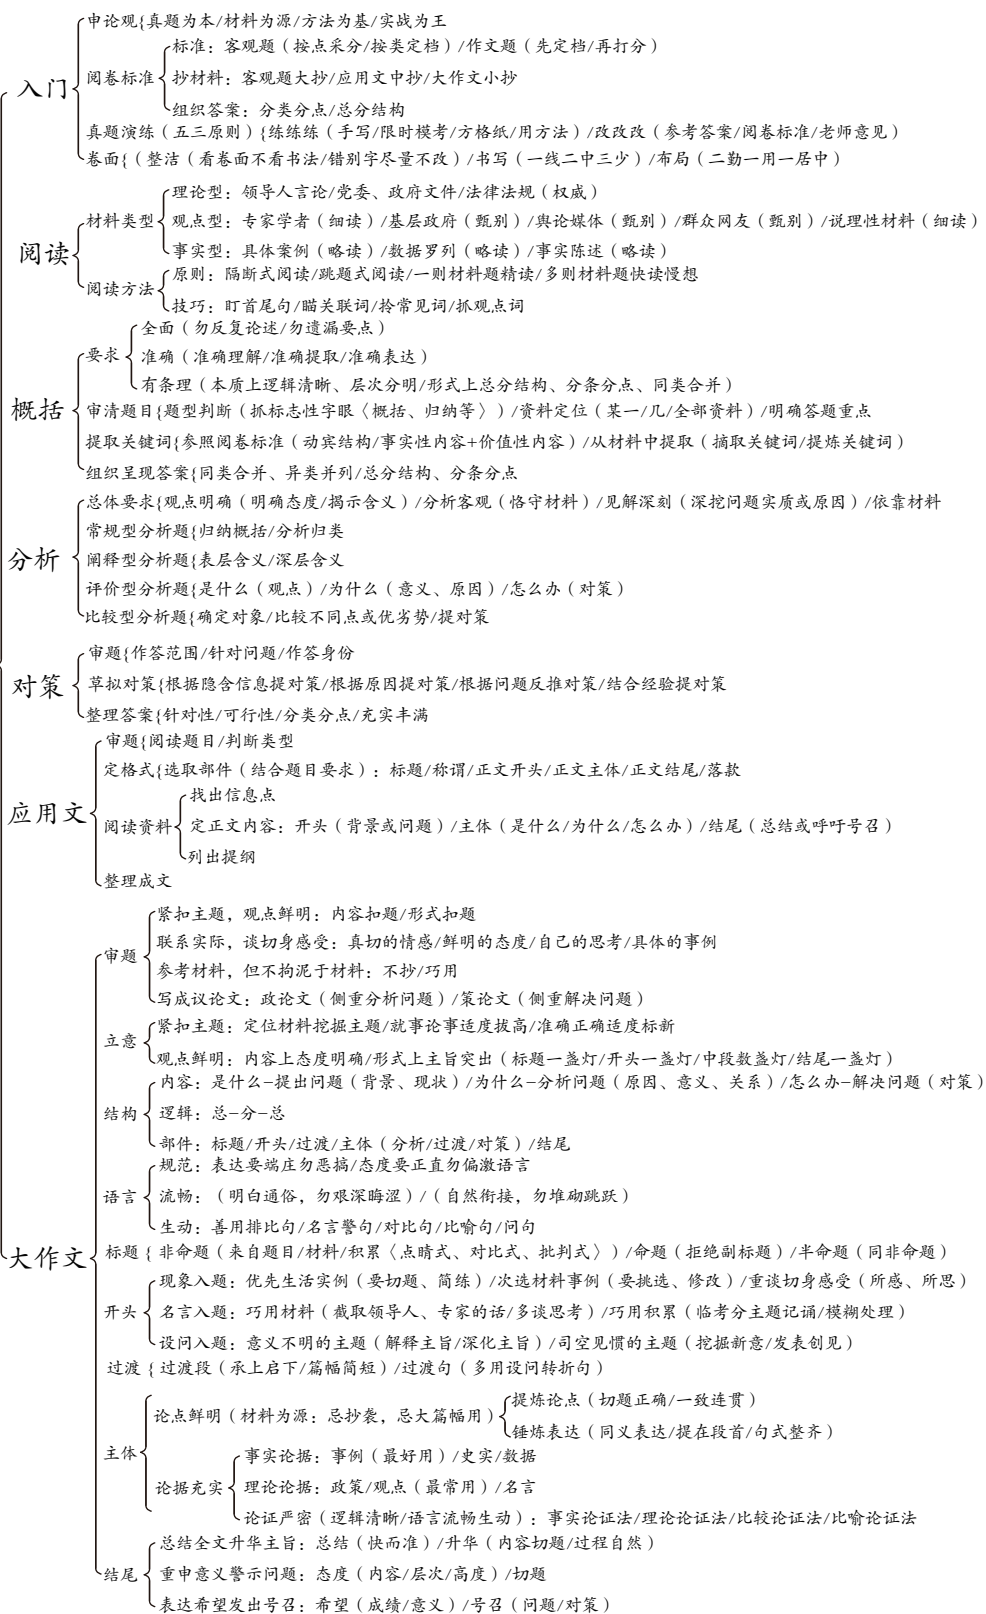 申论观{真题为本/材料为源/方法为基/实战为王
标准：客观题（按点采分/按类定档）/作文题（先定档/再打分）
入门
阅卷标准
抄材料：客观题大抄/应用文中抄/大作文小抄
组织答案：分类分点/总分结构
真题演练（五三原则）{练练练（手写/限时模考/方格纸/用方法）/改改改（参考答案/阅卷标准/老师意见）
卷面{（整洁（看卷面不看书法/错别字尽量不改）/书写（一线二中三少）/布局（二勤一用一居中）
理论型：领导人言论/党委、政府文件/法律法规（权威）
材料类型
观点型：专家学者（细读）/基层政府（甄别）/舆论媒体（甄别）/群众网友（甄别）/说理性材料（细读）
阅读
事实型：具体案例（略读）/数据罗列（略读）/事实陈述（略读）
原则：隔断式阅读/跳题式阅读/一则材料题精读/多则材料题快读慢想
阅读方法
技巧：盯首尾句/瞄关联词/拎常见词/抓观点词
全面（勿反复论述/勿遗漏要点）
要求
准确（准确理解/准确提取/准确表达）
有条理（本质上逻辑清晰、层次分明/形式上总分结构、分条分点、同类合并）
概括
审清题目{题型判断（抓标志性字眼〈概括、归纳等〉）/资料定位（某一/几/全部资料）/明确答题重点
提取关键词{参照阅卷标准（动宾结构/事实性内容+价值性内容）/从材料中提取（摘取关键词/提炼关键词）
组织呈现答案{同类合并、异类并列/总分结构、分条分点
总体要求{观点明确（明确态度/揭示含义）/分析客观（恪守材料）/见解深刻（深挖问题实质或原因）/依靠材料
常规型分析题{归纳概括/分析归类
分析
阐释型分析题{表层含义/深层含义
评价型分析题{是什么（观点）/为什么（意义、原因）/怎么办（对策）
比较型分析题{确定对象/比较不同点或优劣势/提对策
审题{作答范围/针对问题/作答身份
对策
草拟对策{根据隐含信息提对策/根据原因提对策/根据问题反推对策/结合经验提对策
整理答案{针对性/可行性/分类分点/充实丰满
审题{阅读题目/判断类型
定格式{选取部件（结合题目要求）：标题/称谓/正文开头/正文主体/正文结尾/落款
找出信息点
应用文
阅读资料
定正文内容：开头（背景或问题）/主体（是什么/为什么/怎么办）/结尾（总结或呼吁号召）
列出提纲
整理成文
紧扣主题，观点鲜明：内容扣题/形式扣题
联系实际，谈切身感受：真切的情感/鲜明的态度/自己的思考/具体的事例
审题
参考材料，但不拘泥于材料：不抄/巧用
写成议论文：政论文（侧重分析问题）/策论文（侧重解决问题）
紧扣主题：定位材料挖掘主题/就事论事适度拔高/准确正确适度标新
立意
观点鲜明：内容上态度明确/形式上主旨突出（标题一盏灯/开头一盏灯/中段数盏灯/结尾一盏灯）
内容：是什么-提出问题（背景、现状）/为什么-分析问题（原因、意义、关系）/怎么办-解决问题（对策）
结构
逻辑：总-分-总
部件：标题/开头/过渡/主体（分析/过渡/对策）/结尾
规范：表达要端庄勿恶搞/态度要正直勿偏激语言
语言
流畅：（明白通俗，勿艰深晦涩）/（自然衔接，勿堆砌跳跃）
生动：善用排比句/名言警句/对比句/比喻句/问句
大作文
标题{非命题（来自题目/材料/积累〈点睛式、对比式、批判式〉）/命题（拒绝副标题）/半命题（同非命题）
现象入题：优先生活实例（要切题、简练）/次选材料事例（要挑选、修改）/重谈切身感受（所感、所思）
开头
名言入题：巧用材料（截取领导人、专家的话/多谈思考）/巧用积累（临考分主题记诵/模糊处理）
设问入题：意义不明的主题（解释主旨/深化主旨）/司空见惯的主题（挖掘新意/发表创见）
过渡{过渡段（承上启下/篇幅简短）/过渡句（多用设问转折句）
提炼论点（切题正确/一致连贯）
论点鲜明（材料为源：忌抄袭，忌大篇幅用）
锤炼表达（同义表达/提在段首/句式整齐）
主体
事实论据：事例（最好用）/史实/数据
论据充实
理论论据：政策/观点（最常用）/名言
论证严密（逻辑清晰/语言流畅生动）：事实论证法/理论论证法/比较论证法/比喻论证法
总结全文升华主旨：总结（快而准）/升华（内容切题/过程自然）
结尾
重申意义警示问题：态度（内容/层次/高度）/切题
表达希望发出号召：希望（成绩/意义）/号召（问题/对策）